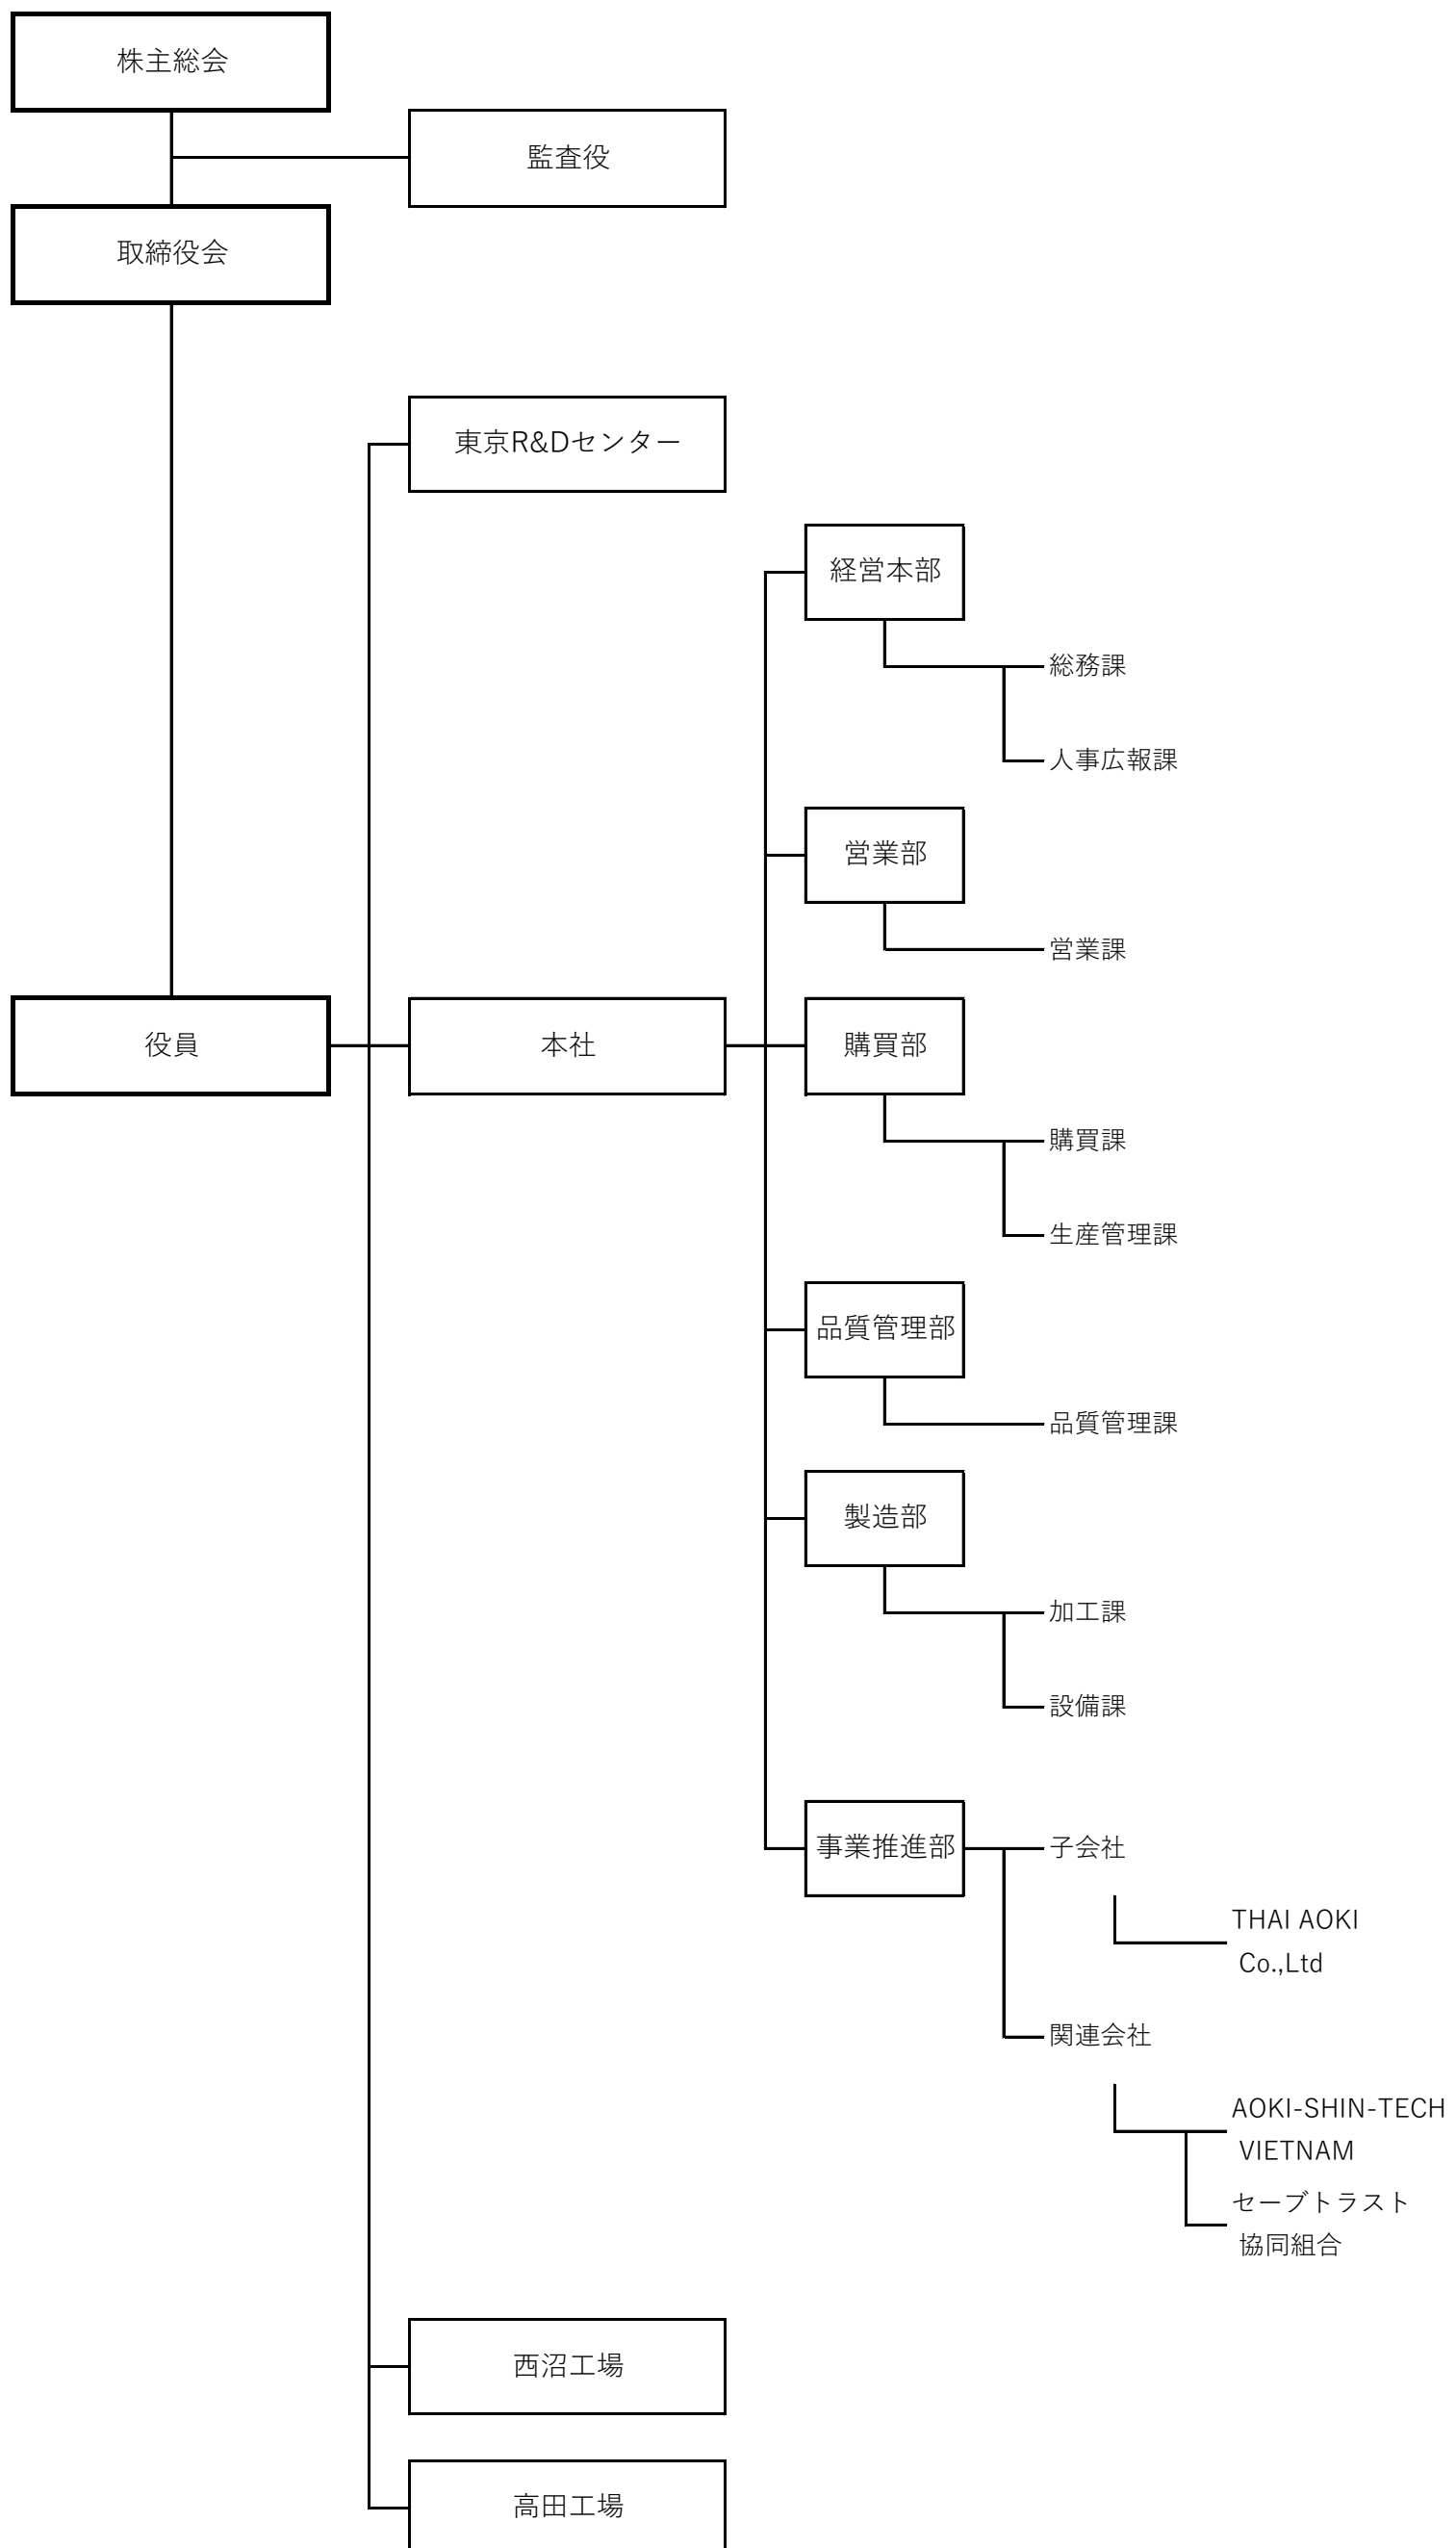 株主総会
監査役
取締役会
東京R&Dセンター
経営本部
総務課
人事広報課
営業部
営業課
役員
本社
購買部
購買課
生産管理課
品質管理部
品質管理課
製造部
加工課
設備課
事業推進部
子会社
THAI AOKI
Co.,Ltd
関連会社
AOKI-SHIN-TECH
VIETNAM
セーブトラスト
協同組合
西沼工場
高田工場